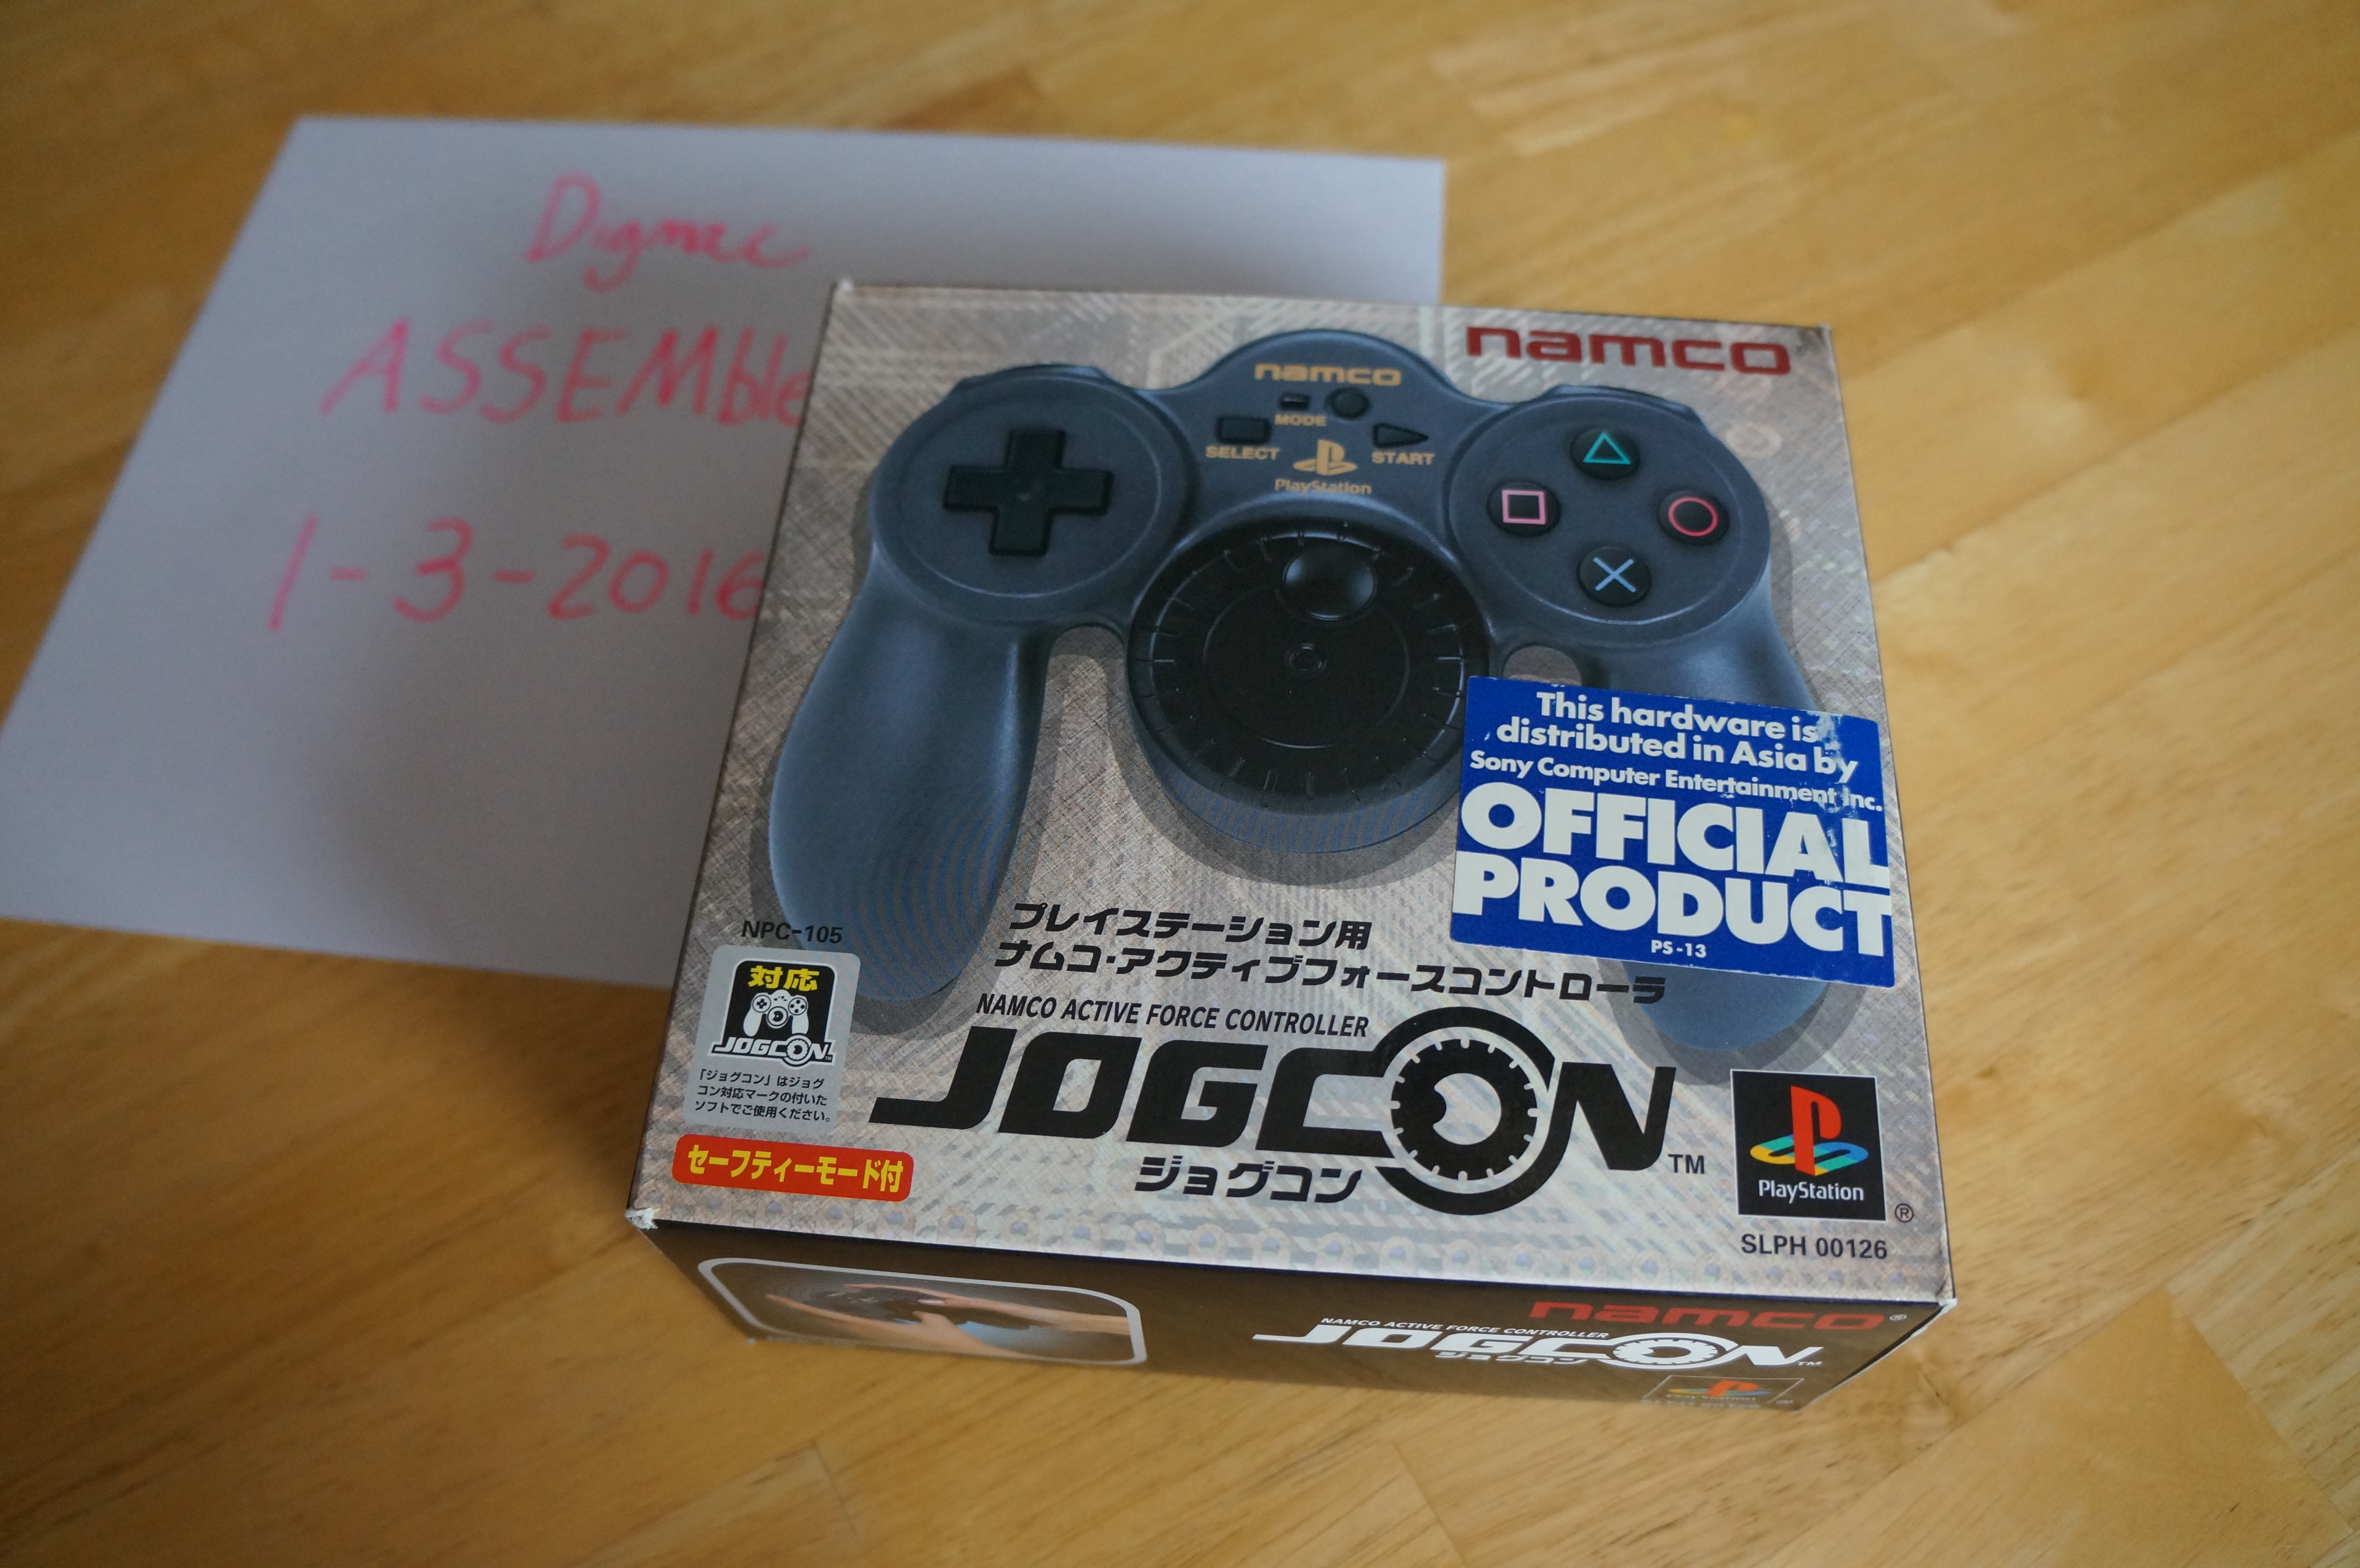 Digmac
ASSEMble
1-3-2016
namco
namco
MODE
SELECT
START
PlayStation
This hardware is
distributed in Asia by
Sony Computer Entertainment Inc.
OFFICIAL
PRODUCT
PS-13
NPC-105
プレイステーション用
ナムコ・アクティブフォースコントローラ
NAMCO ACTIVE FORCE CONTROLLER
JOGCON TM
ジョグコン
対応
JOGCON
「ジョグコン」はジョグ
コン対応マークの付いた
ソフトでご使用ください。
セーフティーモード付
PlayStation
®
SLPH 00126
namco ®
NAMCO ACTIVE FORCE CONTROLLER
JOGCON TM
ジョグコン